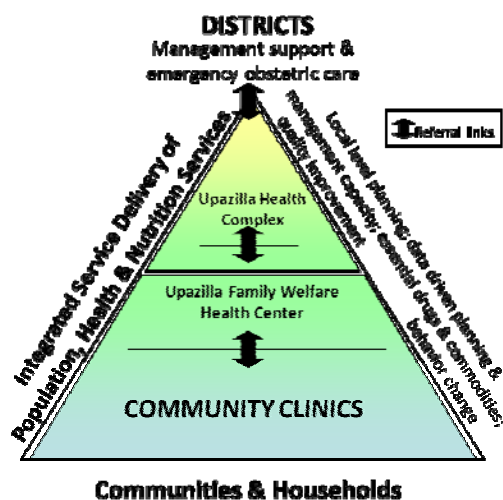 DISTRICTS
Management support &
emergency obstetric care
Referral links
Integrated Service Delivery of
Population, Health & Nutrition Services
Local level planning: data driven planning &
management capacity; essential drugs & commodities;
quality improvement
behavior change
Upazilla Health
Complex
Upazilla Family Welfare
Health Center
COMMUNITY CLINICS
Communities & Households